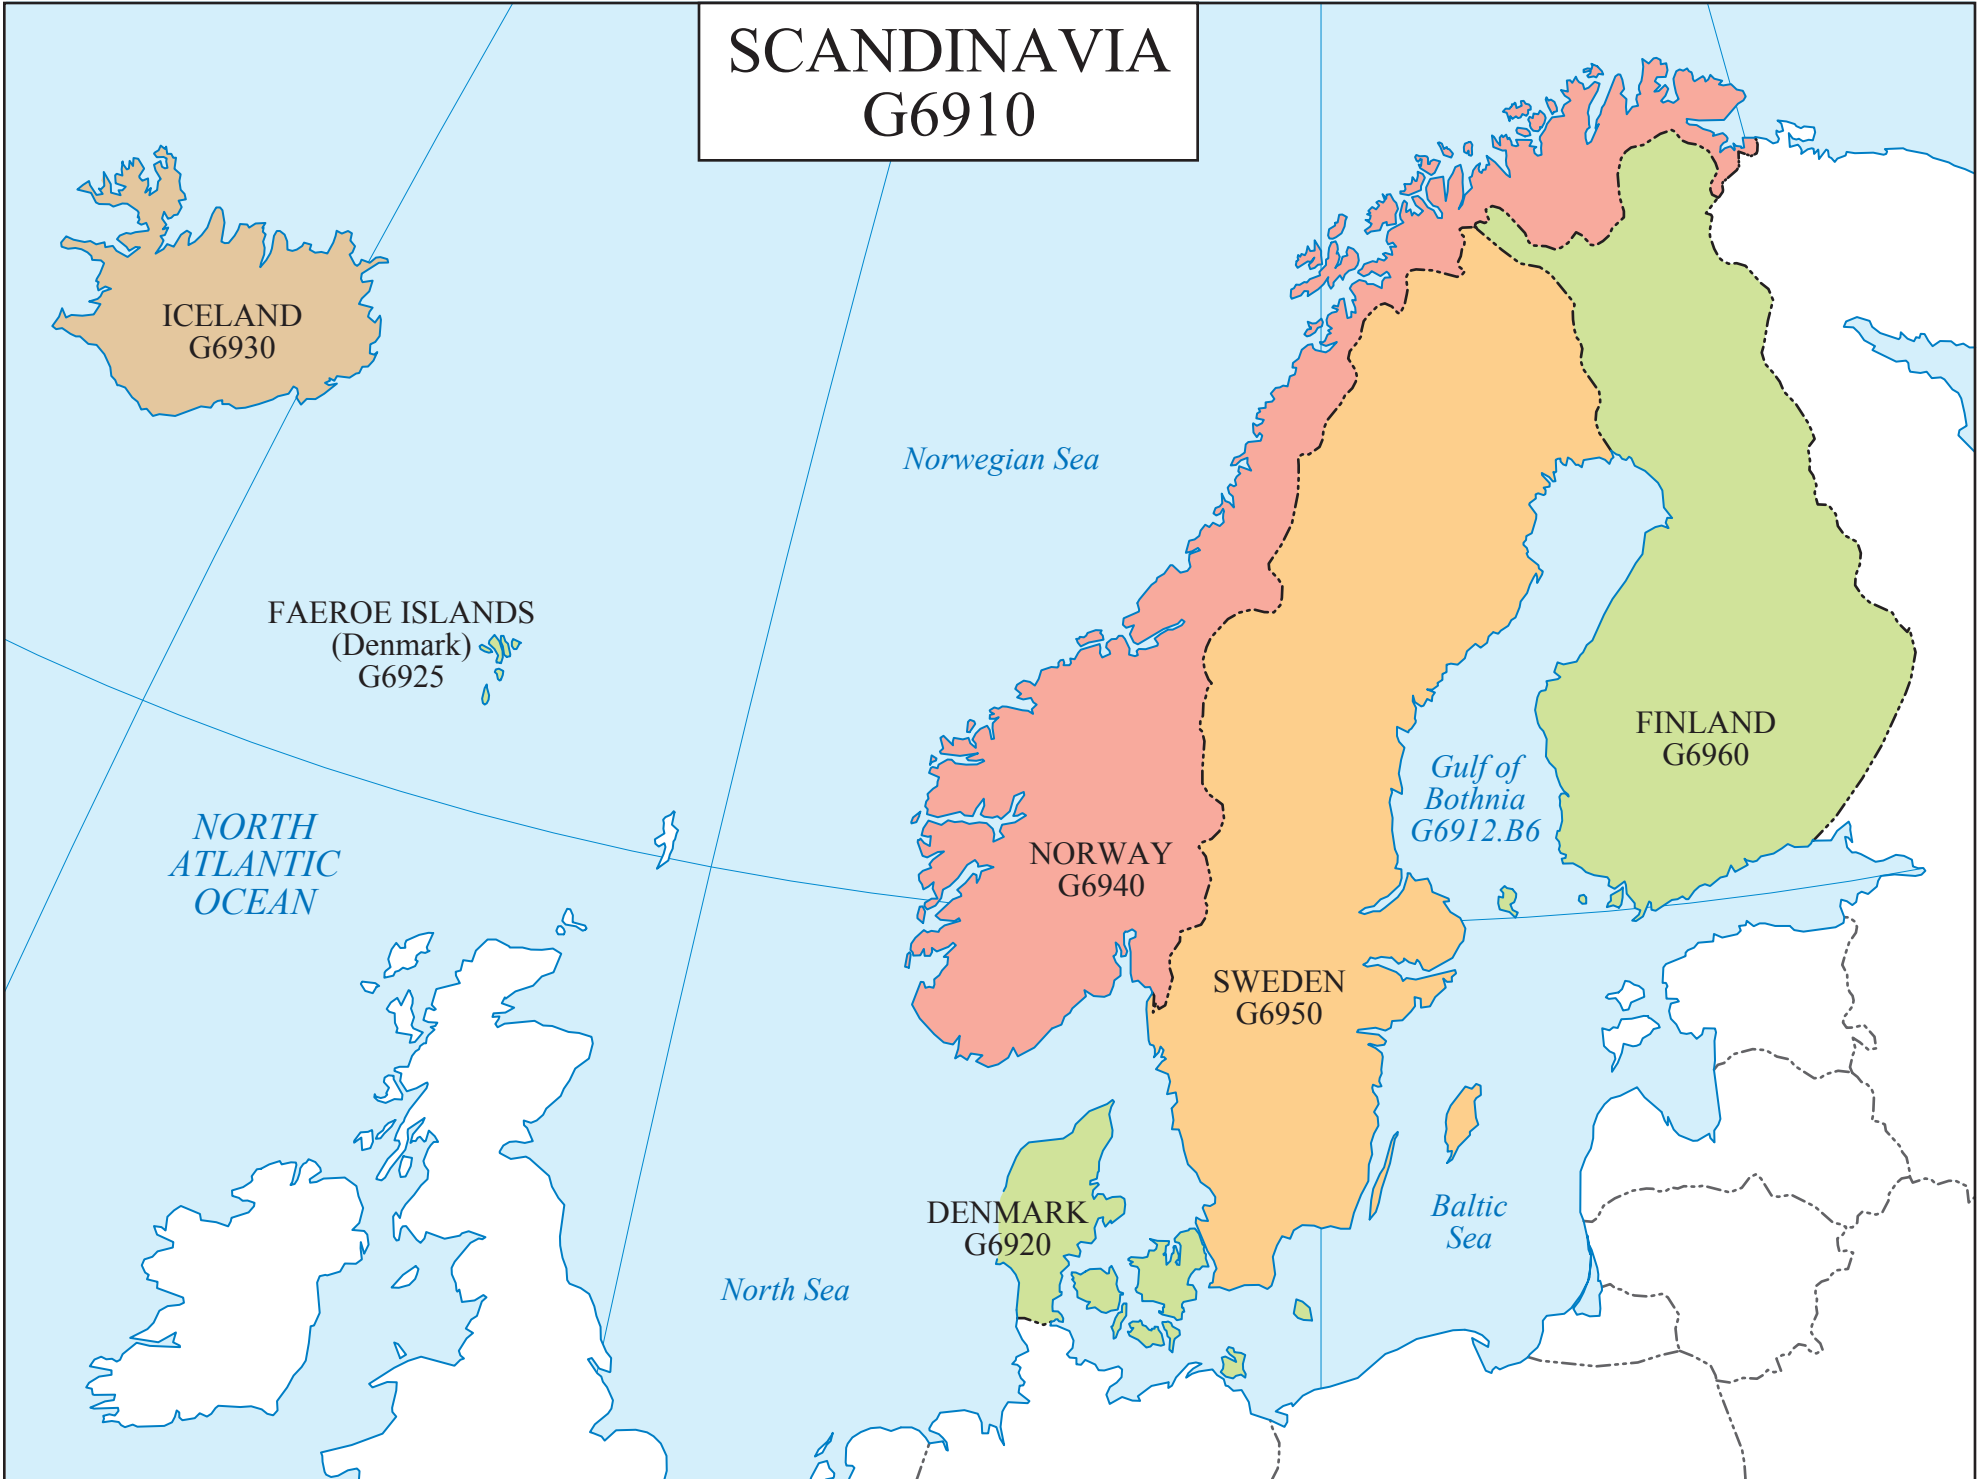 SCANDINAVIA
G6910
ICELAND
G6930
Norwegian Sea
FAEROE ISLANDS
(Denmark)
G6925
FINLAND
G6960
Gulf of
Bothnia
G6912.B6
NORTH
ATLANTIC
OCEAN
NORWAY
G6940
SWEDEN
G6950
DENMARK
G6920
Baltic
Sea
North Sea